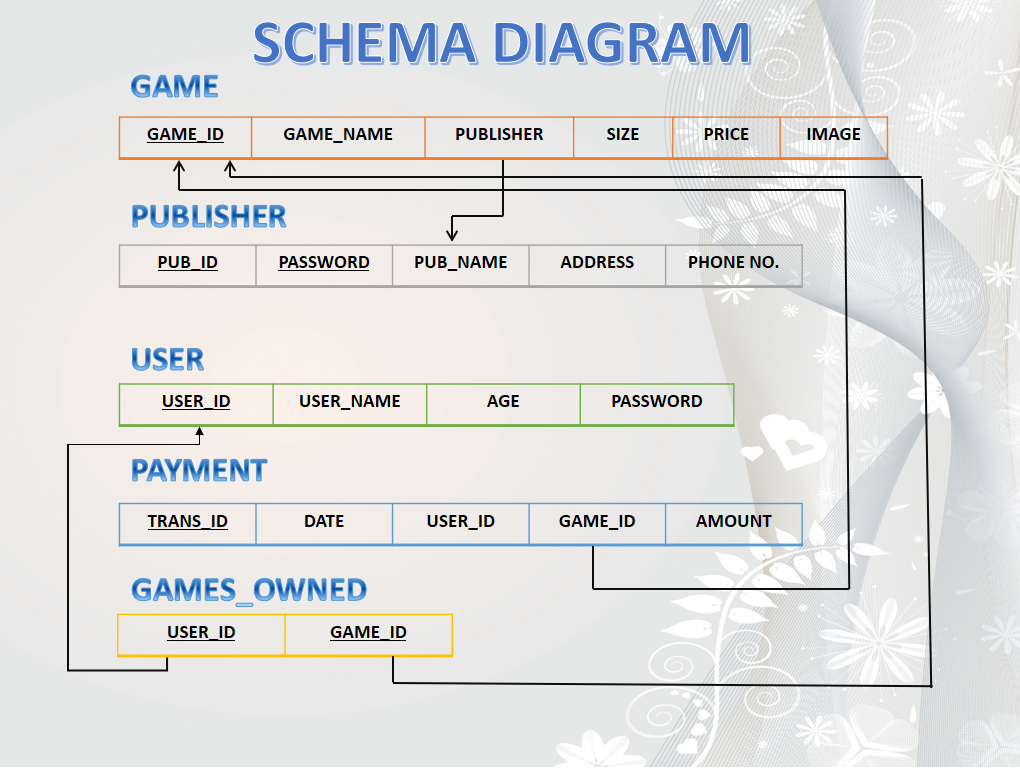 SCHEMA DIAGRAM
GAME
GAME_ID GAME_NAME PUBLISHER SIZE PRICE IMAGE
PUBLISHER
PUB_ID PASSWORD PUB_NAME ADDRESS PHONE NO.
USER
USER_ID USER_NAME AGE PASSWORD
PAYMENT
TRANS_ID DATE USER_ID GAME_ID AMOUNT
GAMES_OWNED
USER_ID GAME_ID